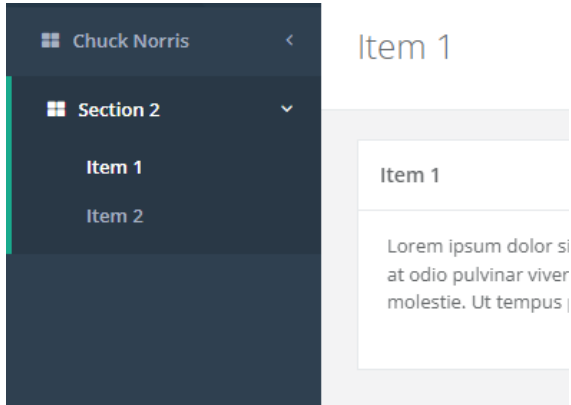 Chuck Norris
Section 2
Item 1
Item 2
Item 1
Item 1
Lorem ipsum dolor si
at odio pulvinar viver
molestie. Ut tempus